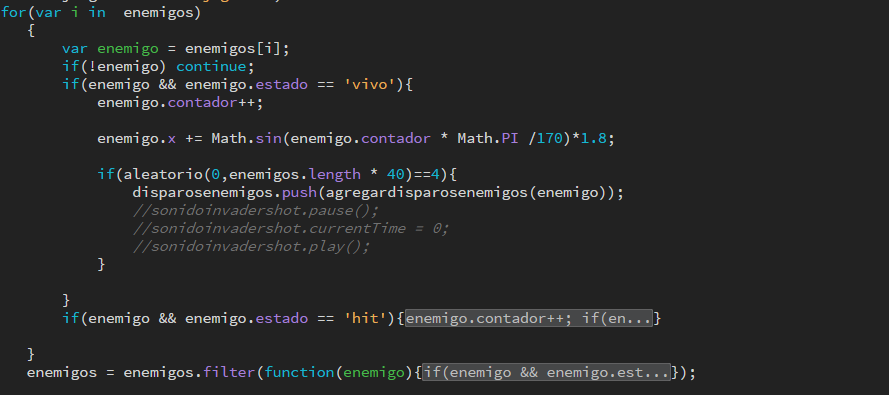 for(var i in  enemigos)
{
var enemigo = enemigos[i];
if(!enemigo) continue;
if(enemigo && enemigo.estado == 'vivo'){
enemigo.contador++;
enemigo.x += Math.sin(enemigo.contador * Math.PI /170)*1.8;
if(aleatorio(0,enemigos.length * 40)==4){
disparosenemigos.push(agregardisparosenemigos(enemigo));
//sonidoinvadershot.pause();
//sonidoinvadershot.currentTime = 0;
//sonidoinvadershot.play();
}
}
if(enemigo && enemigo.estado == 'hit'){enemigo.contador++; if(en...}
}
enemigos = enemigos.filter(function(enemigo){if(enemigo && enemigo.est...});